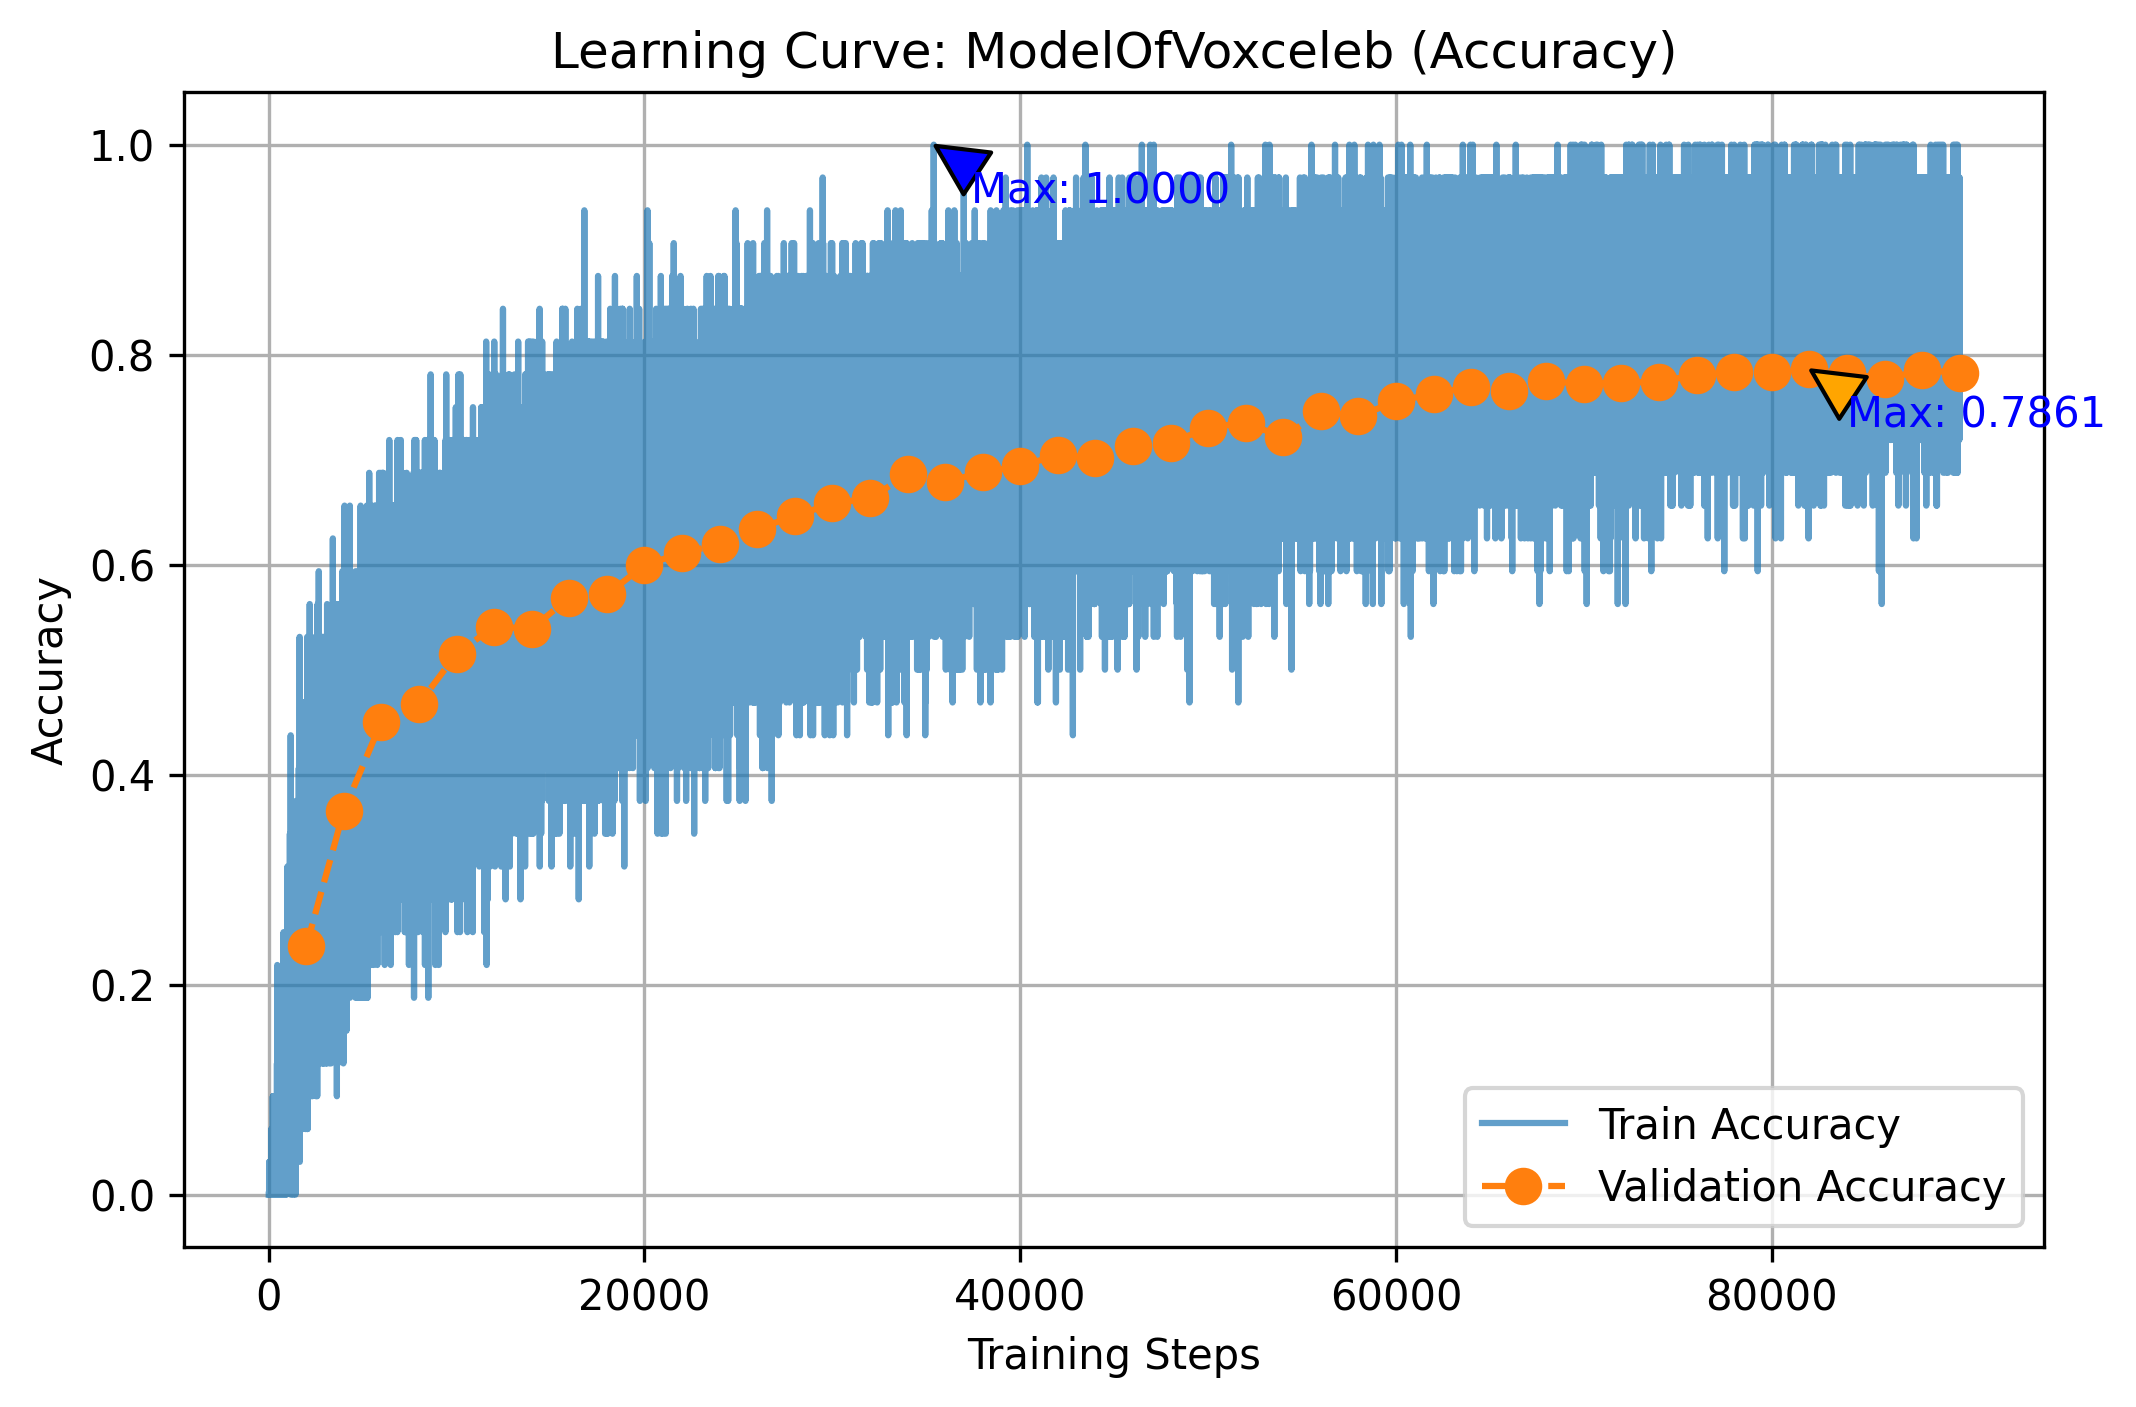 Learning Curve: ModelOfVoxceleb (Accuracy)
1.0
0.8
0.6
0.4
0.2
0.0
Accuracy
Max: 1.0000
Max: 0.7861
Train Accuracy
Validation Accuracy
0 20000 40000 60000 80000
Training Steps